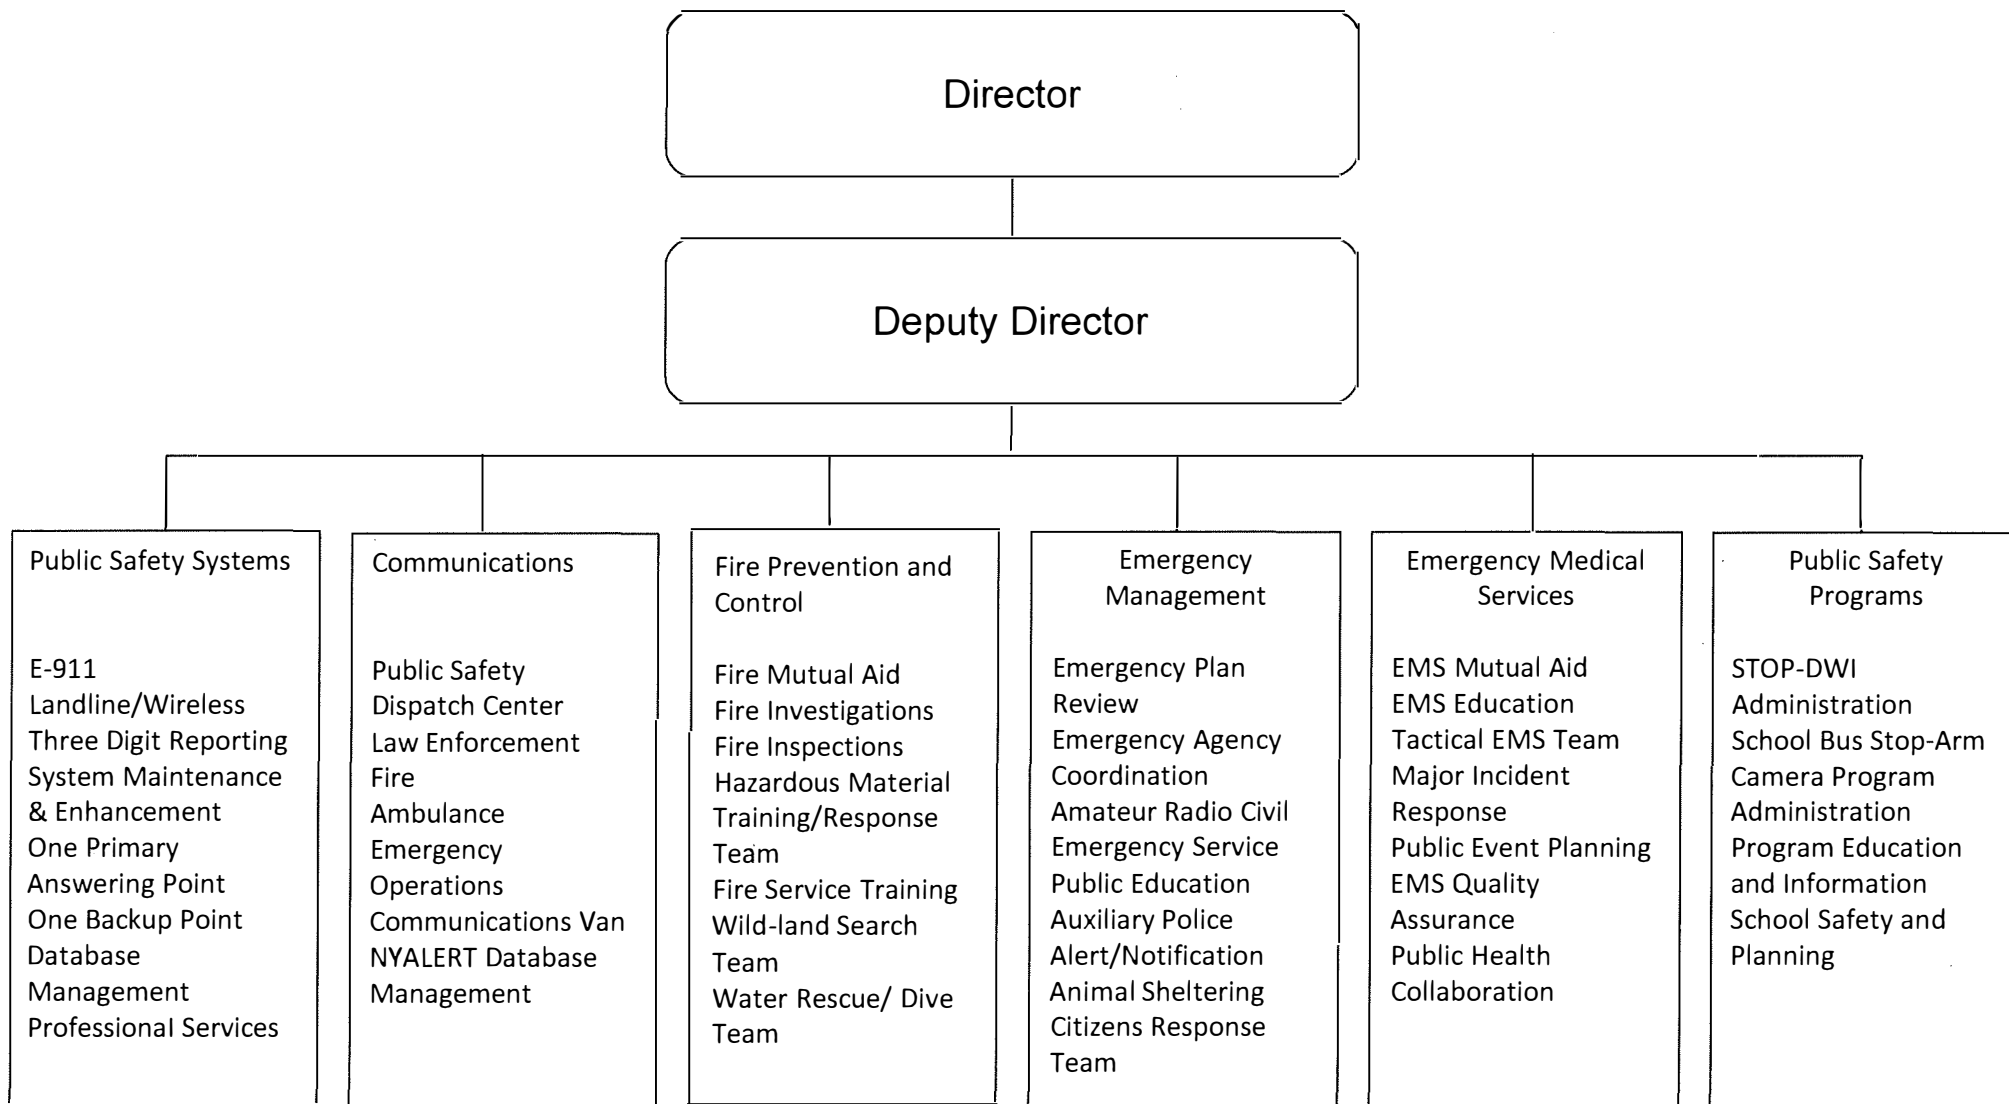 Director
Deputy Director
Public Safety Systems
E-911
Landline/Wireless
Three Digit Reporting
System Maintenance
& Enhancement
One Primary
Answering Point
One Backup Point
Database
Management
Professional Services
Communications
Public Safety
Dispatch Center
Law Enforcement
Fire
Ambulance
Emergency
Operations
Communications Van
NYALERT Database
Management
Fire Prevention and
Control
Fire Mutual Aid
Fire Investigations
Fire Inspections
Hazardous Material
Training/Response
Team
Fire Service Training
Wild-land Search
Team
Water Rescue/ Dive
Team
Emergency
Management
Emergency Plan
Review
Emergency Agency
Coordination
Amateur Radio Civil
Emergency Service
Public Education
Auxiliary Police
Alert/Notification
Animal Sheltering
Citizens Response
Team
Emergency Medical
Services
EMS Mutual Aid
EMS Education
Tactical EMS Team
Major Incident
Response
Public Event Planning
EMS Quality
Assurance
Public Health
Collaboration
Public Safety
Programs
STOP-DWI
Administration
School Bus Stop-Arm
Camera Program
Administration
Program Education
and Information
School Safety and
Planning